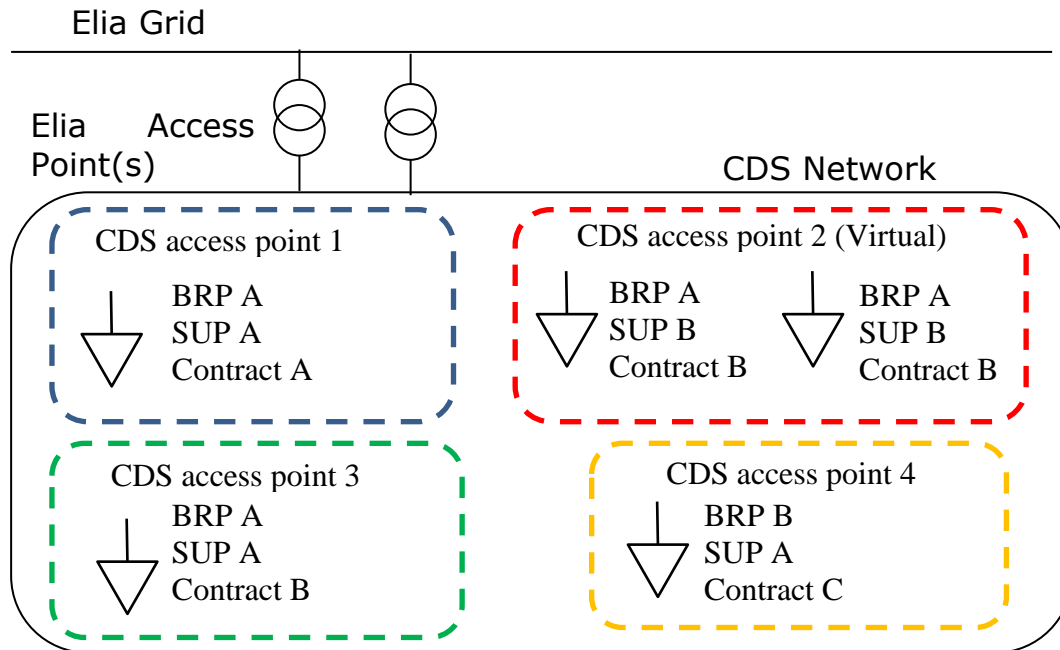 Elia Grid
Elia Access
Point(s)
CDS Network
CDS access point 1
BRP A
SUP A
Contract A
CDS access point 2 (Virtual)
BRP A
SUP B
Contract B
BRP A
SUP B
Contract B
CDS access point 3
BRP A
SUP A
Contract B
CDS access point 4
BRP B
SUP A
Contract C